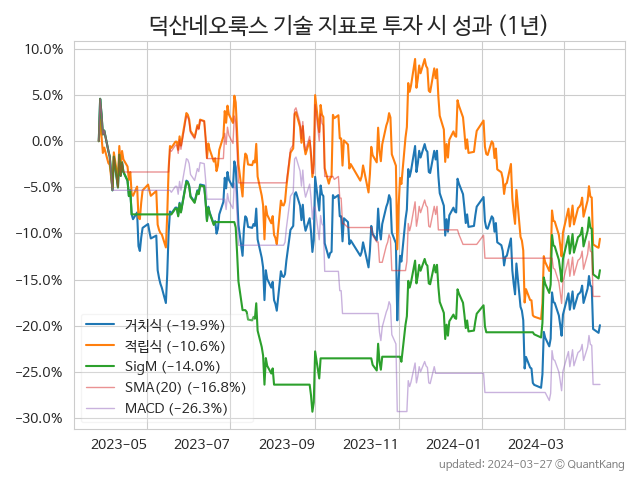 덕산네오룩스 기술 지표로 투자 시 성과 (1년)
10.0%
5.0%
0.0%
−5.0%
−10.0%
−15.0%
−20.0%
−25.0%
−30.0%
거치식 (−19.9%)
적립식 (−10.6%)
SigM (−14.0%)
SMA(20) (−16.8%)
MACD (−26.3%)
2023-05 2023-07 2023-09 2023-11 2024-01 2024-03
updated: 2024-03-27 © QuantKang